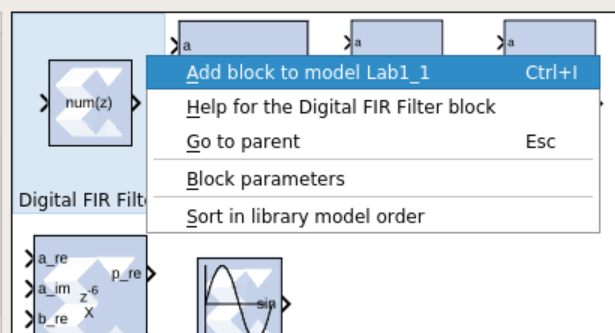 a
a
a
num(z)
Add block to model Lab1_1 Ctrl+I
Help for the Digital FIR Filter block
Go to parent Esc
Block parameters
Digital FIR Filt
Sort in library model order
a_re
p_re
a_im
z-6
X
b_re
sin